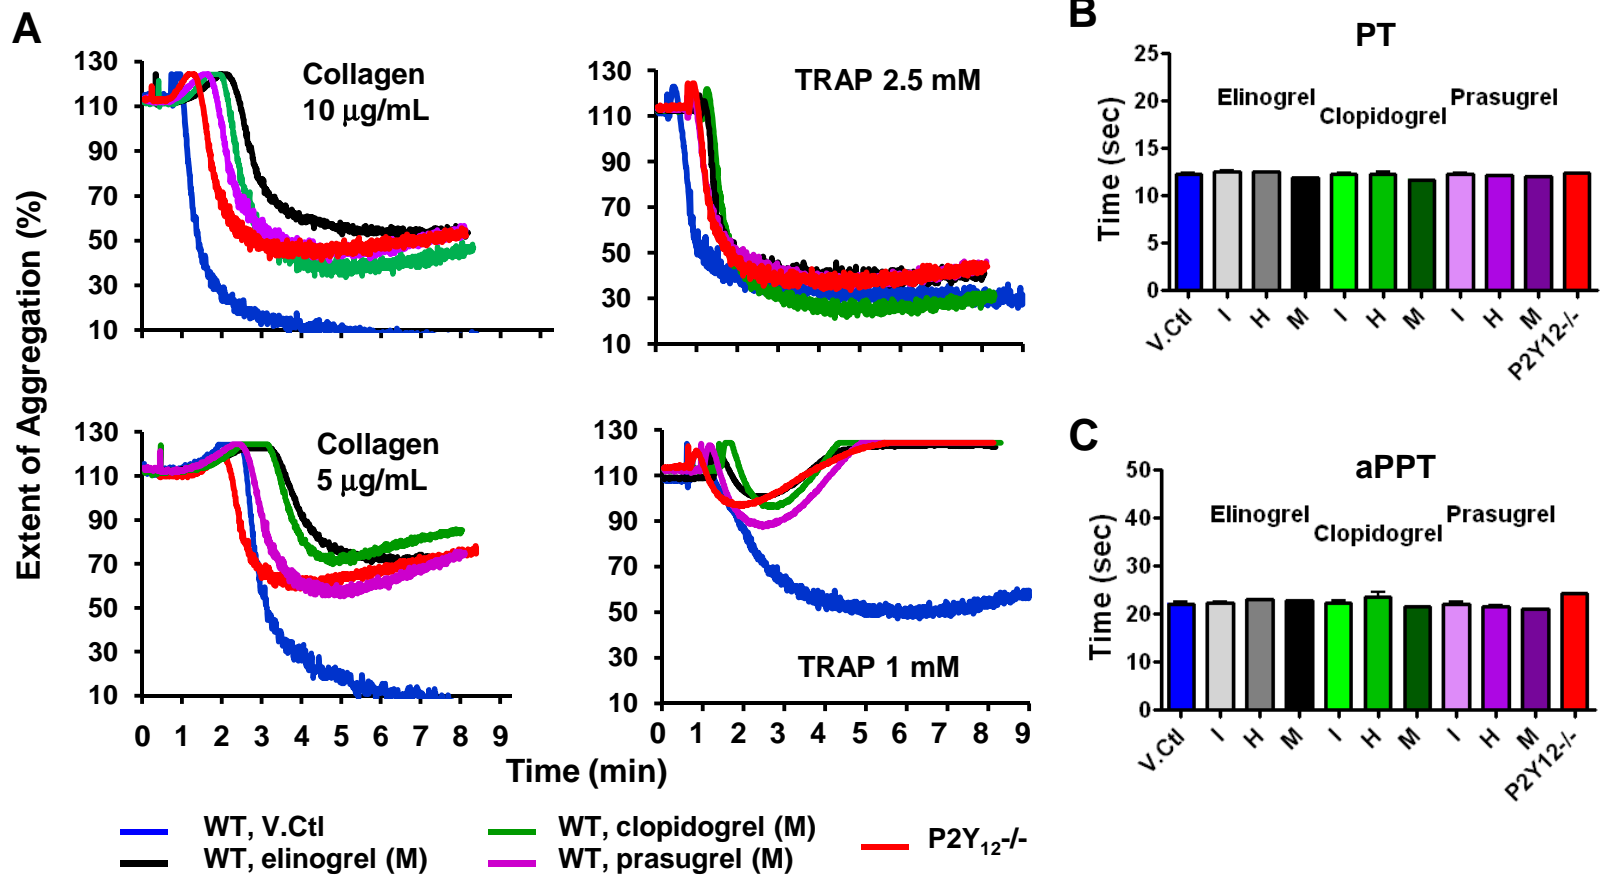 A
Extent of Aggregation (%)
130
110
90
70
50
30
10
Collagen
10 μg/mL
130
110
90
70
50
30
10
TRAP 2.5 mM
130
110
90
70
50
30
10
Collagen
5 μg/mL
0 1 2 3 4 5 6 7 8 9
130
110
90
70
50
30
10
TRAP 1 mM
0 1 2 3 4 5 6 7 8 9
Time (min)
WT, V.Ctl
WT, elinogrel (M)
WT, clopidogrel (M)
WT, prasugrel (M)
P2Y12-/-
B
PT
Time (sec)
25
20
15
10
5
0
Elinogrel
Clopidogrel
Prasugrel
V.Ctl I H M I H M I H M P2Y12-/-
C
aPPT
Time (sec)
50
40
30
20
10
0
Elinogrel
Clopidogrel
Prasugrel
V.Ctl I H M I H M I H M P2Y12-/-